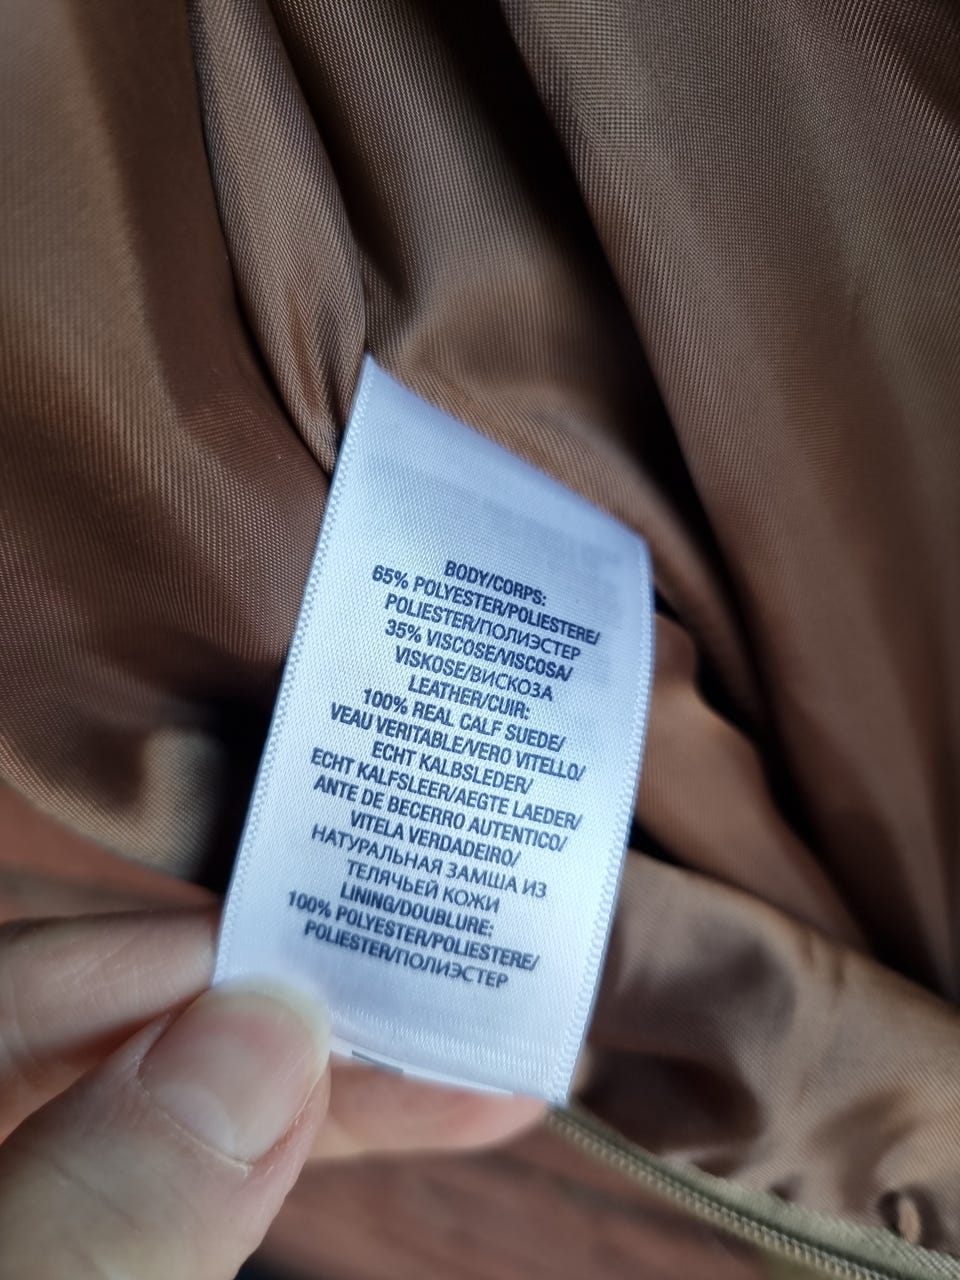 BODY/CORPS:
65% POLYESTER/POLIESTERE/
POLIESTER/ПОЛИЭСТЕР
35% VISCOSE/VISCOSA/
VISKOSE/ВИСКОЗА
LEATHER/CUIR:
100% REAL CALF SUEDE/
VEAU VERITABLE/VERO VITELLO/
ECHT KALBSLEDER/
ECHT KALFSLEER/AEGTE LAEDER/
ANTE DE BECERRO AUTENTICO/
VITELA VERDADEIRO/
НАТУРАЛЬНАЯ ЗАМША ИЗ
ТЕЛЯЧЬЕЙ КОЖИ
LINING/DOUBLURE:
100% POLYESTER/POLIESTERE/
POLIESTER/ПОЛИЭСТЕР